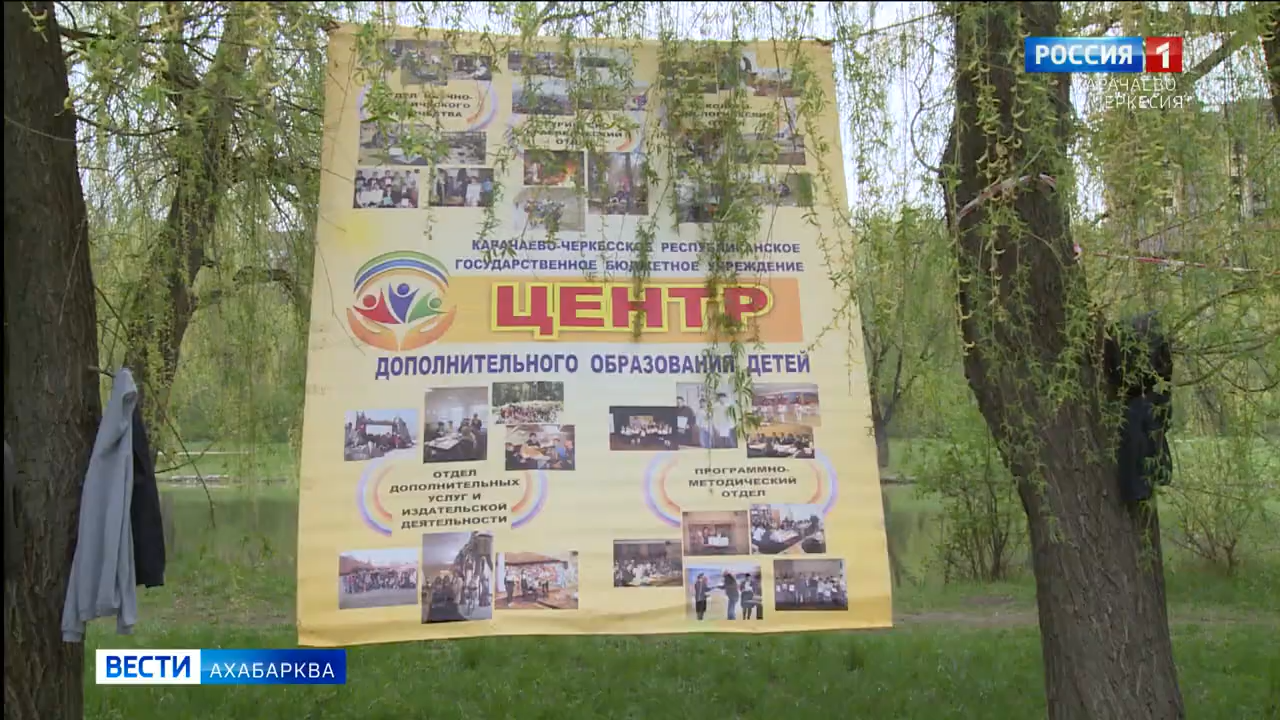 РОССИЯ 1
КАРАЧАЕВО
ЧЕРКЕСИЯ
ОТДЕЛ
КАРАЧАЕВО-ЧЕРКЕССКОЕ РЕСПУБЛИКАНСКОЕ
ГОСУДАРСТВЕННОЕ БЮДЖЕТНОЕ УЧРЕЖДЕНИЕ
ЦЕНТР
ДОПОЛНИТЕЛЬНОГО ОБРАЗОВАНИЯ ДЕТЕЙ
ОТДЕЛ
ДОПОЛНИТЕЛЬНЫХ
УСЛУГ И
ИЗДАТЕЛЬСКОЙ
ДЕЯТЕЛЬНОСТИ
ПРОГРАММНО-
МЕТОДИЧЕСКИЙ
ОТДЕЛ
ВЕСТИ АХАБАРКВА